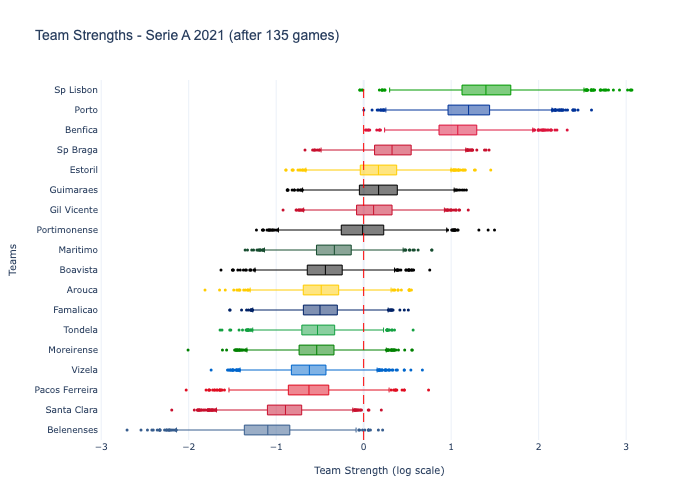 Team Strengths - Serie A 2021 (after 135 games)
Sp Lisbon
Porto
Benfica
Sp Braga
Estoril
Guimaraes
Gil Vicente
Portimonense
Maritimo
Boavista
Arouca
Famalicao
Tondela
Moreirense
Vizela
Pacos Ferreira
Santa Clara
Belenenses
Teams
−3 −2 −1 0 1 2 3
Team Strength (log scale)